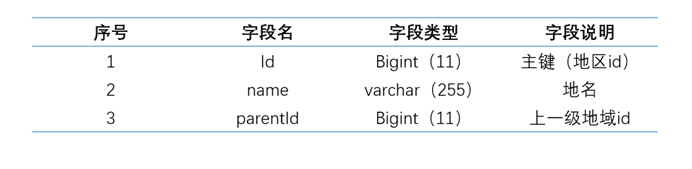 序号 字段名 字段类型 字段说明
1 Id Bigint（11） 主键（地区id）
2 name varchar（255） 地名
3 parentId Bigint（11） 上一级地域id